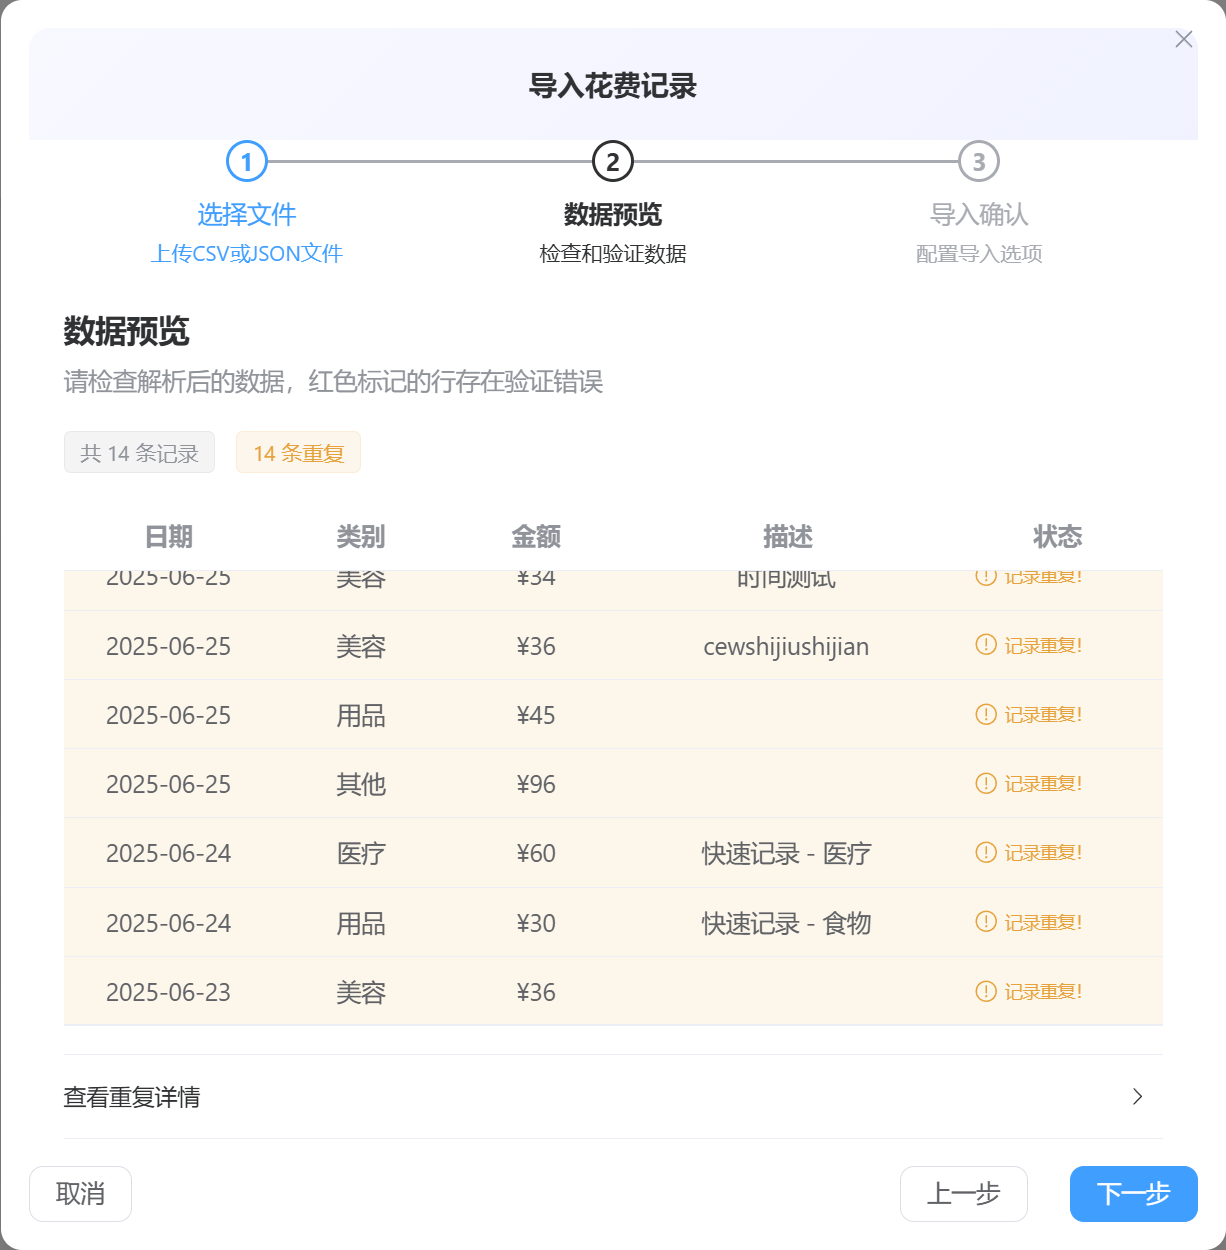 导入花费记录
1 2 3
选择文件 数据预览 导入确认
上传CSV或JSON文件 检查和验证数据 配置导入选项
数据预览
请检查解析后的数据，红色标记的行存在验证错误
共 14 条记录 14 条重复
日期 类别 金额 描述 状态
2025-06-25 美容 ¥34 时间测试 记录重复!
2025-06-25 美容 ¥36 cewshijiushijian 记录重复!
2025-06-25 用品 ¥45 记录重复!
2025-06-25 其他 ¥96 记录重复!
2025-06-24 医疗 ¥60 快速记录 - 医疗 记录重复!
2025-06-24 用品 ¥30 快速记录 - 食物 记录重复!
2025-06-23 美容 ¥36 记录重复!
查看重复详情
取消 上一步 下一步